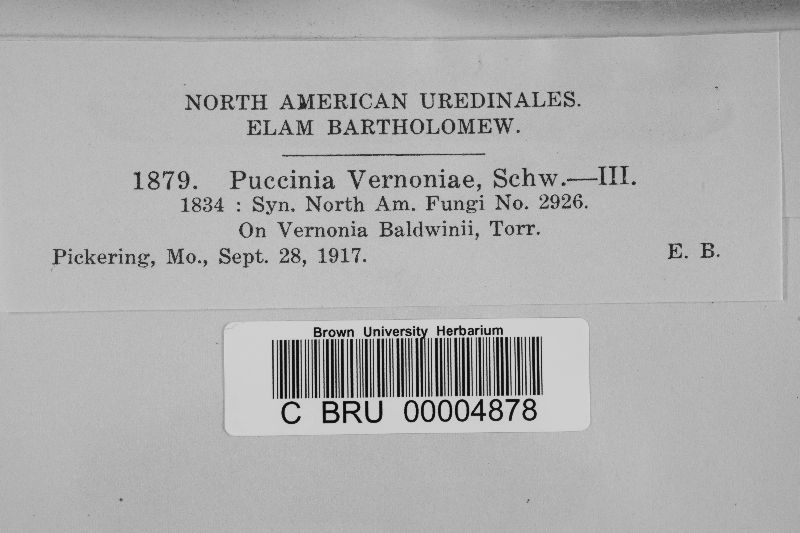 NORTH AMERICAN UREDINALES.
ELAM BARTHOLOMEW.
1879. Puccinia Vernoniae, Schw.—III.
1834 : Syn. North Am. Fungi No. 2926.
On Vernonia Baldwinii, Torr.
Pickering, Mo., Sept. 28, 1917. E. B.
Brown University Herbarium
C BRU 00004878